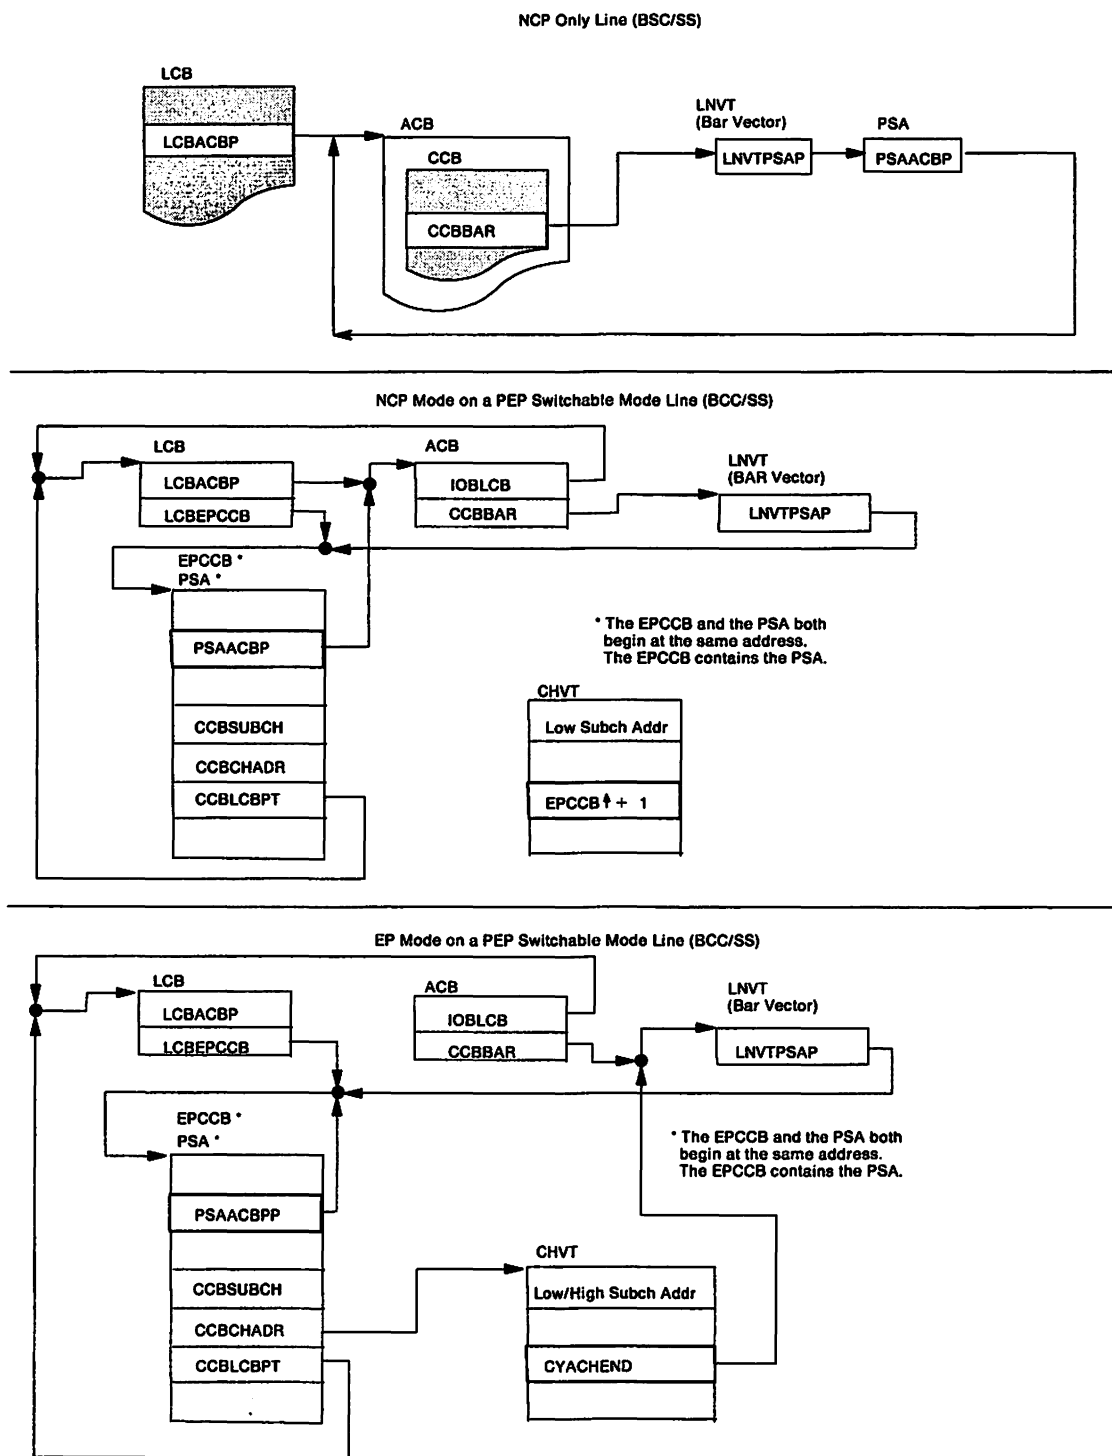 NCP Only Line (BSC/SS)
LCB
LCBACBP
ACB
CCB
CCBBAR
LNVT
(Bar Vector)
LNVTPSAP
PSA
PSAACBP
NCP Mode on a PEP Switchable Mode Line (BCC/SS)
LCB
LCBACBP
LCBEPCCB
ACB
IOBLCB
CCBBAR
LNVT
(BAR Vector)
LNVTPSAP
EPCCB *
PSA *
PSAACBP
CCBSUBCH
CCBCHADR
CCBLCBPT
* The EPCCB and the PSA both
begin at the same address.
The EPCCB contains the PSA.
CHVT
Low Subch Addr
EPCCB + 1
EP Mode on a PEP Switchable Mode Line (BCC/SS)
LCB
LCBACBP
LCBEPCCB
ACB
IOBLCB
CCBBAR
LNVT
(Bar Vector)
LNVTPSAP
EPCCB *
PSA *
PSAACBPP
CCBSUBCH
CCBCHADR
CCBLCBPT
* The EPCCB and the PSA both
begin at the same address.
The EPCCB contains the PSA.
CHVT
Low/High Subch Addr
CYACHEND